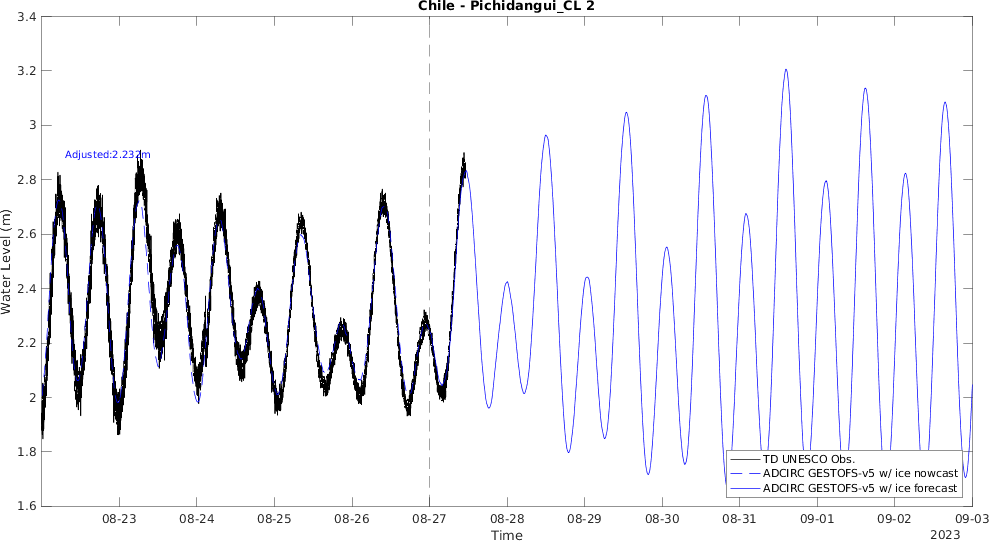 Chile - Pichidangui_CL 2
3.4
3.2
3
2.8
2.6
2.4
2.2
2
1.8
1.6
Water Level (m)
Adjusted:2.232m
TD UNESCO Obs.
ADCIRC GESTOFS-v5 w/ ice nowcast
ADCIRC GESTOFS-v5 w/ ice forecast
08-23 08-24 08-25 08-26 08-27 08-28 08-29 08-30 08-31 09-01 09-02 09-03
Time
2023